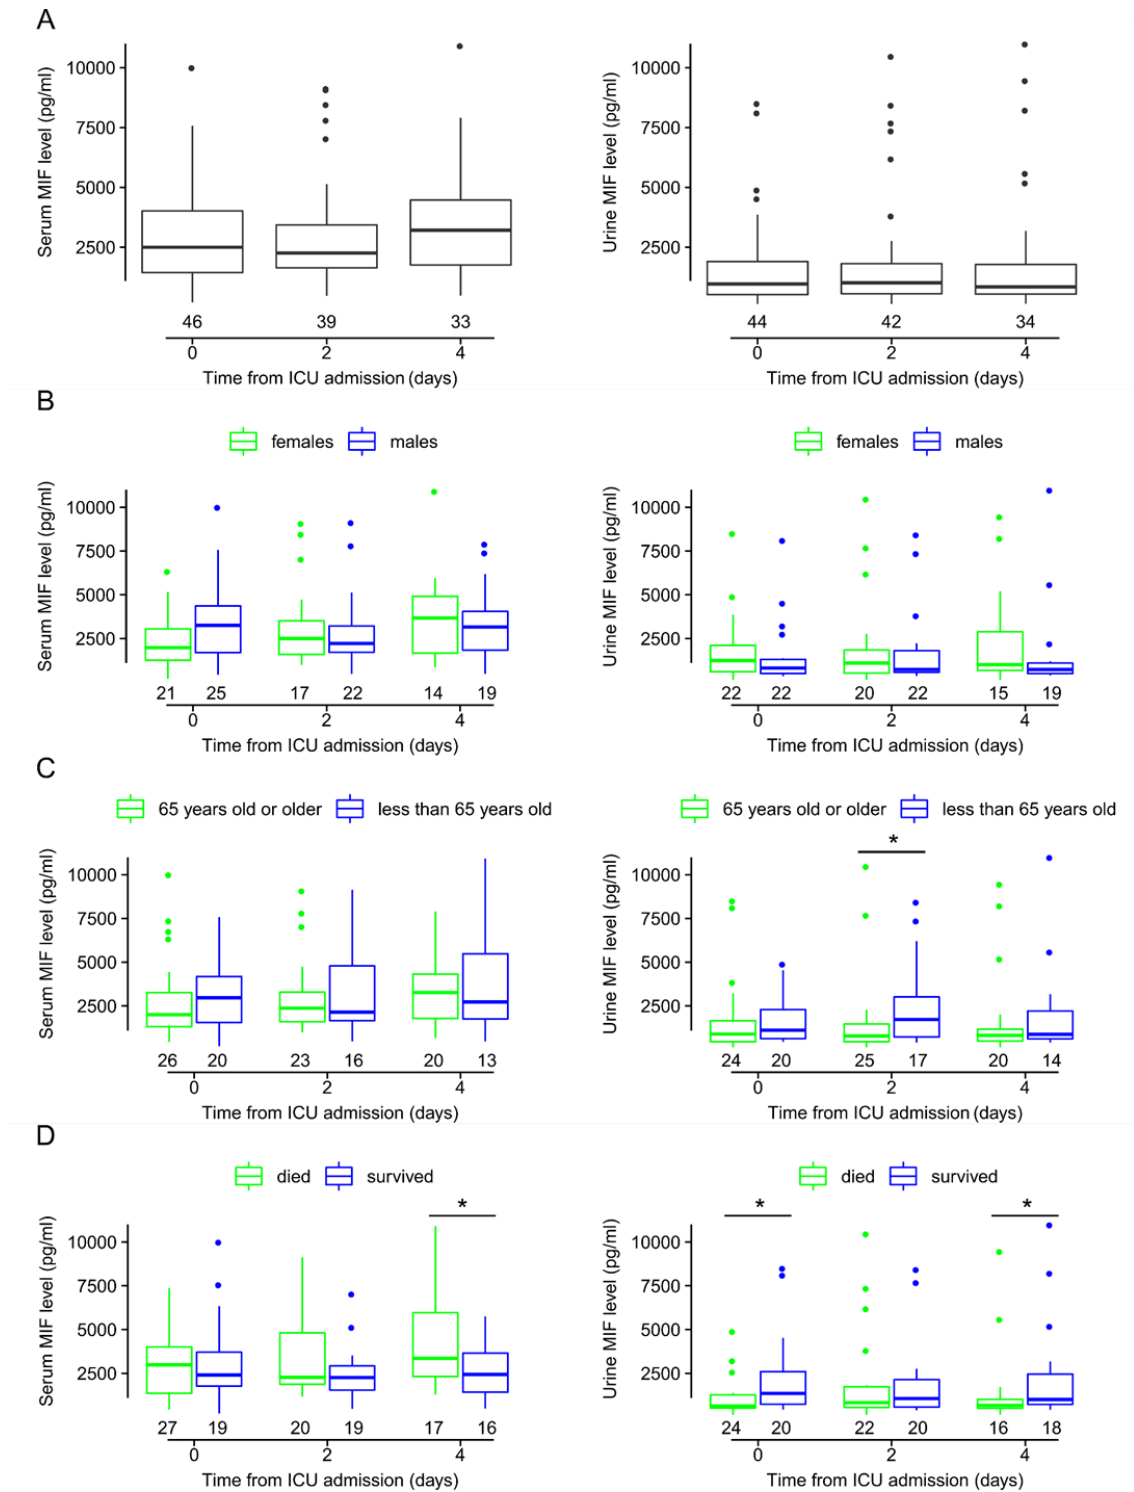 A
Serum MIF level (pg/ml)
10000
7500
5000
2500
46 39 33
0 2 4
Time from ICU admission (days)
Urine MIF level (pg/ml)
10000
7500
5000
2500
44 42 34
0 2 4
Time from ICU admission (days)
B
females males
Serum MIF level (pg/ml)
10000
7500
5000
2500
21 25 17 22 14 19
0 2 4
Time from ICU admission (days)
females males
Urine MIF level (pg/ml)
10000
7500
5000
2500
22 22 20 22 15 19
0 2 4
Time from ICU admission (days)
C
65 years old or older less than 65 years old
Serum MIF level (pg/ml)
10000
7500
5000
2500
26 20 23 16 20 13
0 2 4
Time from ICU admission (days)
65 years old or older less than 65 years old
*
Urine MIF level (pg/ml)
10000
7500
5000
2500
24 20 25 17 20 14
0 2 4
Time from ICU admission (days)
D
died survived
*
Serum MIF level (pg/ml)
10000
7500
5000
2500
27 19 20 19 17 16
0 2 4
Time from ICU admission (days)
died survived
* *
Urine MIF level (pg/ml)
10000
7500
5000
2500
24 20 22 20 16 18
0 2 4
Time from ICU admission (days)